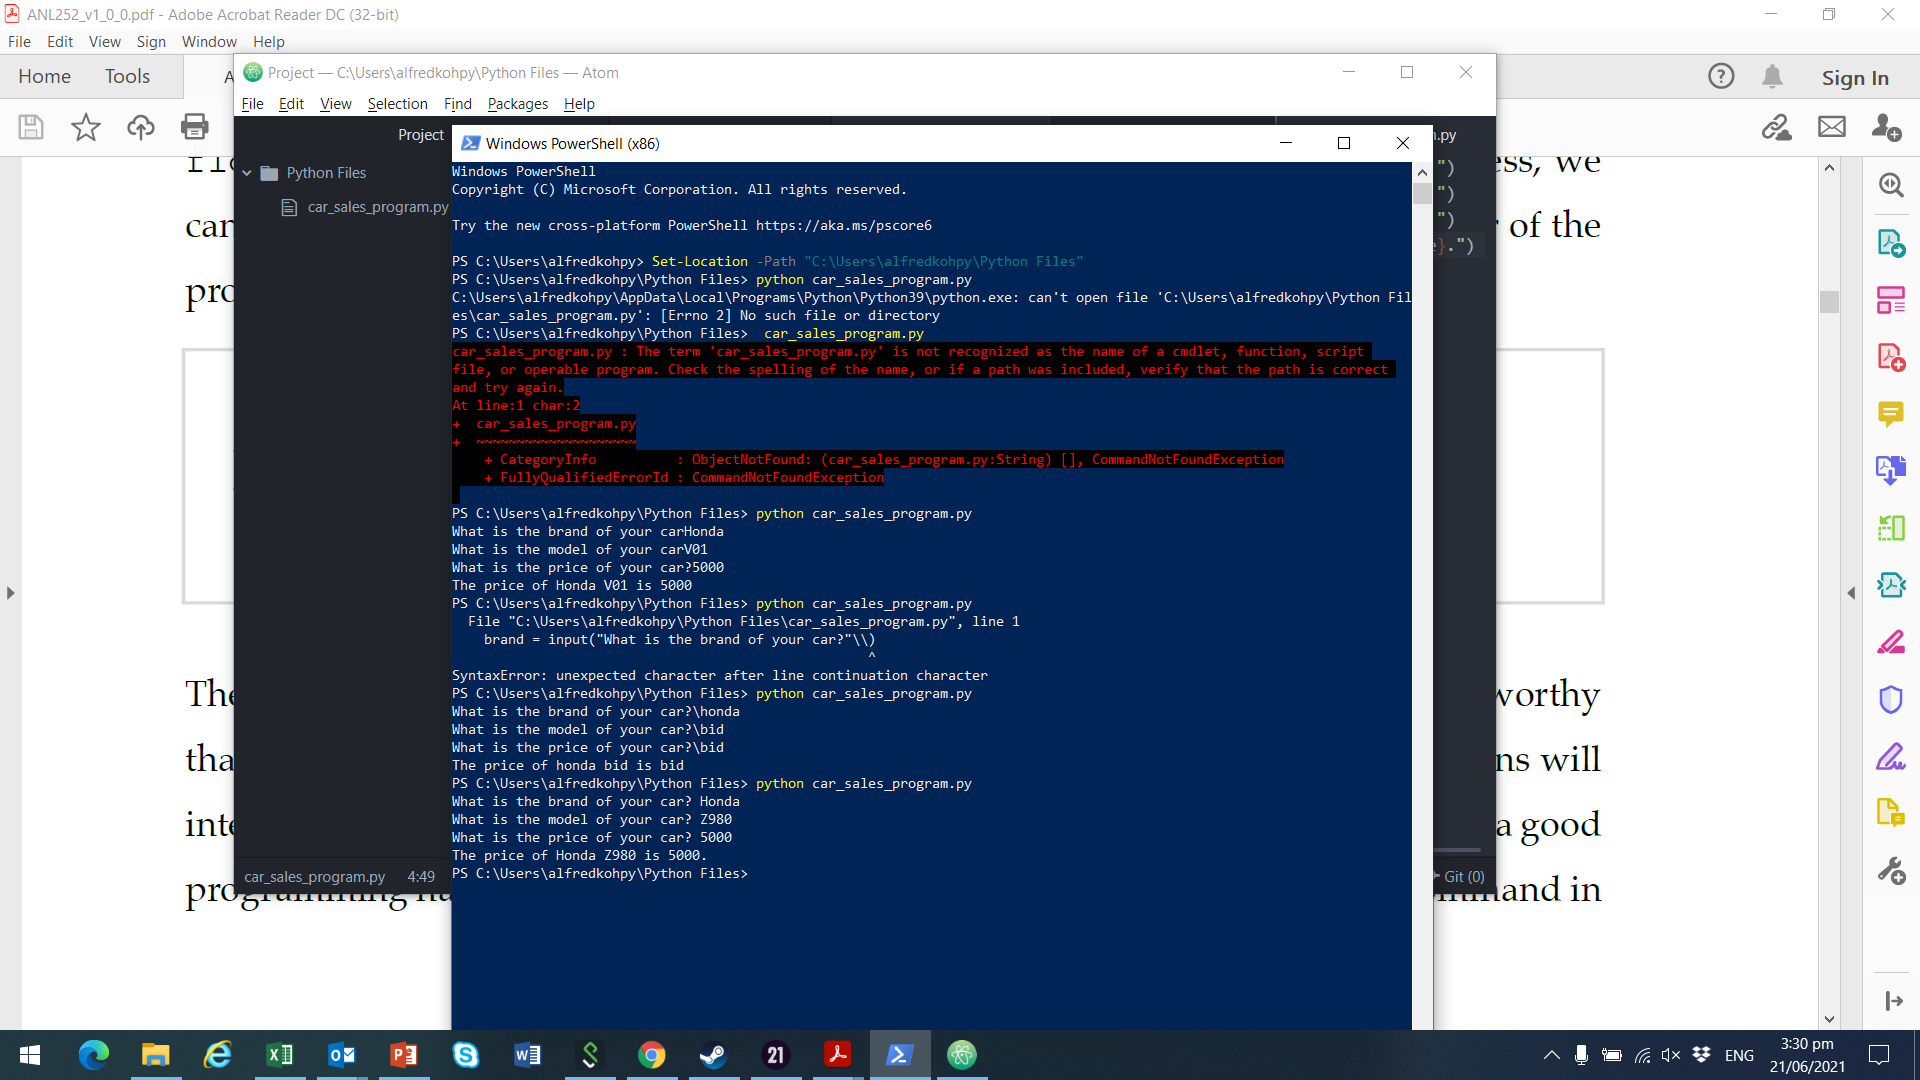 ANL252_v1_0_0.pdf - Adobe Acrobat Reader DC (32-bit)
File Edit View Sign Window Help
Home Tools
Sign In
Project — C:\Users\alfredkohpy\Python Files — Atom
File Edit View Selection Find Packages Help
Project
Python Files
car_sales_program.py
Windows PowerShell (x86)
Windows PowerShell
Copyright (C) Microsoft Corporation. All rights reserved.
Try the new cross-platform PowerShell https://aka.ms/pscore6
PS C:\Users\alfredkohpy> Set-Location -Path "C:\Users\alfredkohpy\Python Files"
PS C:\Users\alfredkohpy\Python Files> python car_sales_program.py
C:\Users\alfredkohpy\AppData\Local\Programs\Python\Python39\python.exe: can't open file 'C:\Users\alfredkohpy\Python Fil
es\car_sales_program.py': [Errno 2] No such file or directory
PS C:\Users\alfredkohpy\Python Files>  car_sales_program.py
car_sales_program.py : The term 'car_sales_program.py' is not recognized as the name of a cmdlet, function, script
file, or operable program. Check the spelling of the name, or if a path was included, verify that the path is correct
and try again.
At line:1 char:2
+  car_sales_program.py
+  ~~~~~~~~~~~~~~~~~~~~
    + CategoryInfo          : ObjectNotFound: (car_sales_program.py:String) [], CommandNotFoundException
    + FullyQualifiedErrorId : CommandNotFoundException
PS C:\Users\alfredkohpy\Python Files> python car_sales_program.py
What is the brand of your carHonda
What is the model of your carV01
What is the price of your car?5000
The price of Honda V01 is 5000
PS C:\Users\alfredkohpy\Python Files> python car_sales_program.py
  File "C:\Users\alfredkohpy\Python Files\car_sales_program.py", line 1
    brand = input("What is the brand of your car?"\\)
                                                    ^
SyntaxError: unexpected character after line continuation character
PS C:\Users\alfredkohpy\Python Files> python car_sales_program.py
What is the brand of your car?\honda
What is the model of your car?\bid
What is the price of your car?\bid
The price of honda bid is bid
PS C:\Users\alfredkohpy\Python Files> python car_sales_program.py
What is the brand of your car? Honda
What is the model of your car? Z980
What is the price of your car? 5000
The price of Honda Z980 is 5000.
PS C:\Users\alfredkohpy\Python Files>
.py
")
")
")
}.")
we
of the
will
a good
in
car_sales_program.py 4:49
Git (0)
21
ENG
3:30 pm
21/06/2021